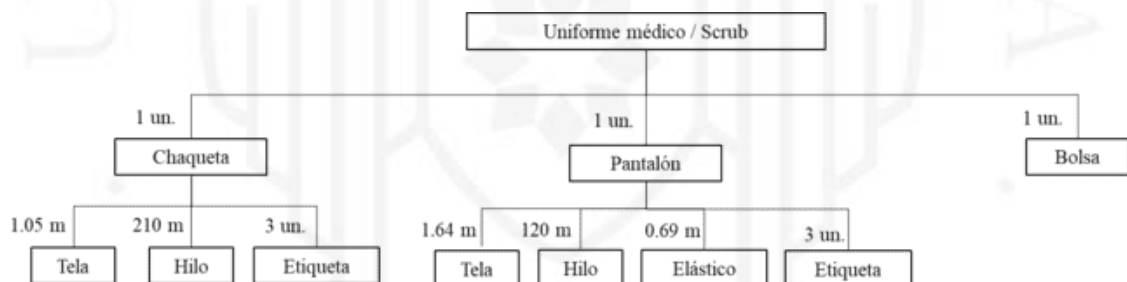 Uniforme médico / Scrub
1 un.
1 un.
1 un.
Chaqueta
Pantalón
Bolsa
1.05 m
210 m
3 un.
1.64 m
120 m
0.69 m
3 un.
Tela
Hilo
Etiqueta
Tela
Hilo
Elástico
Etiqueta